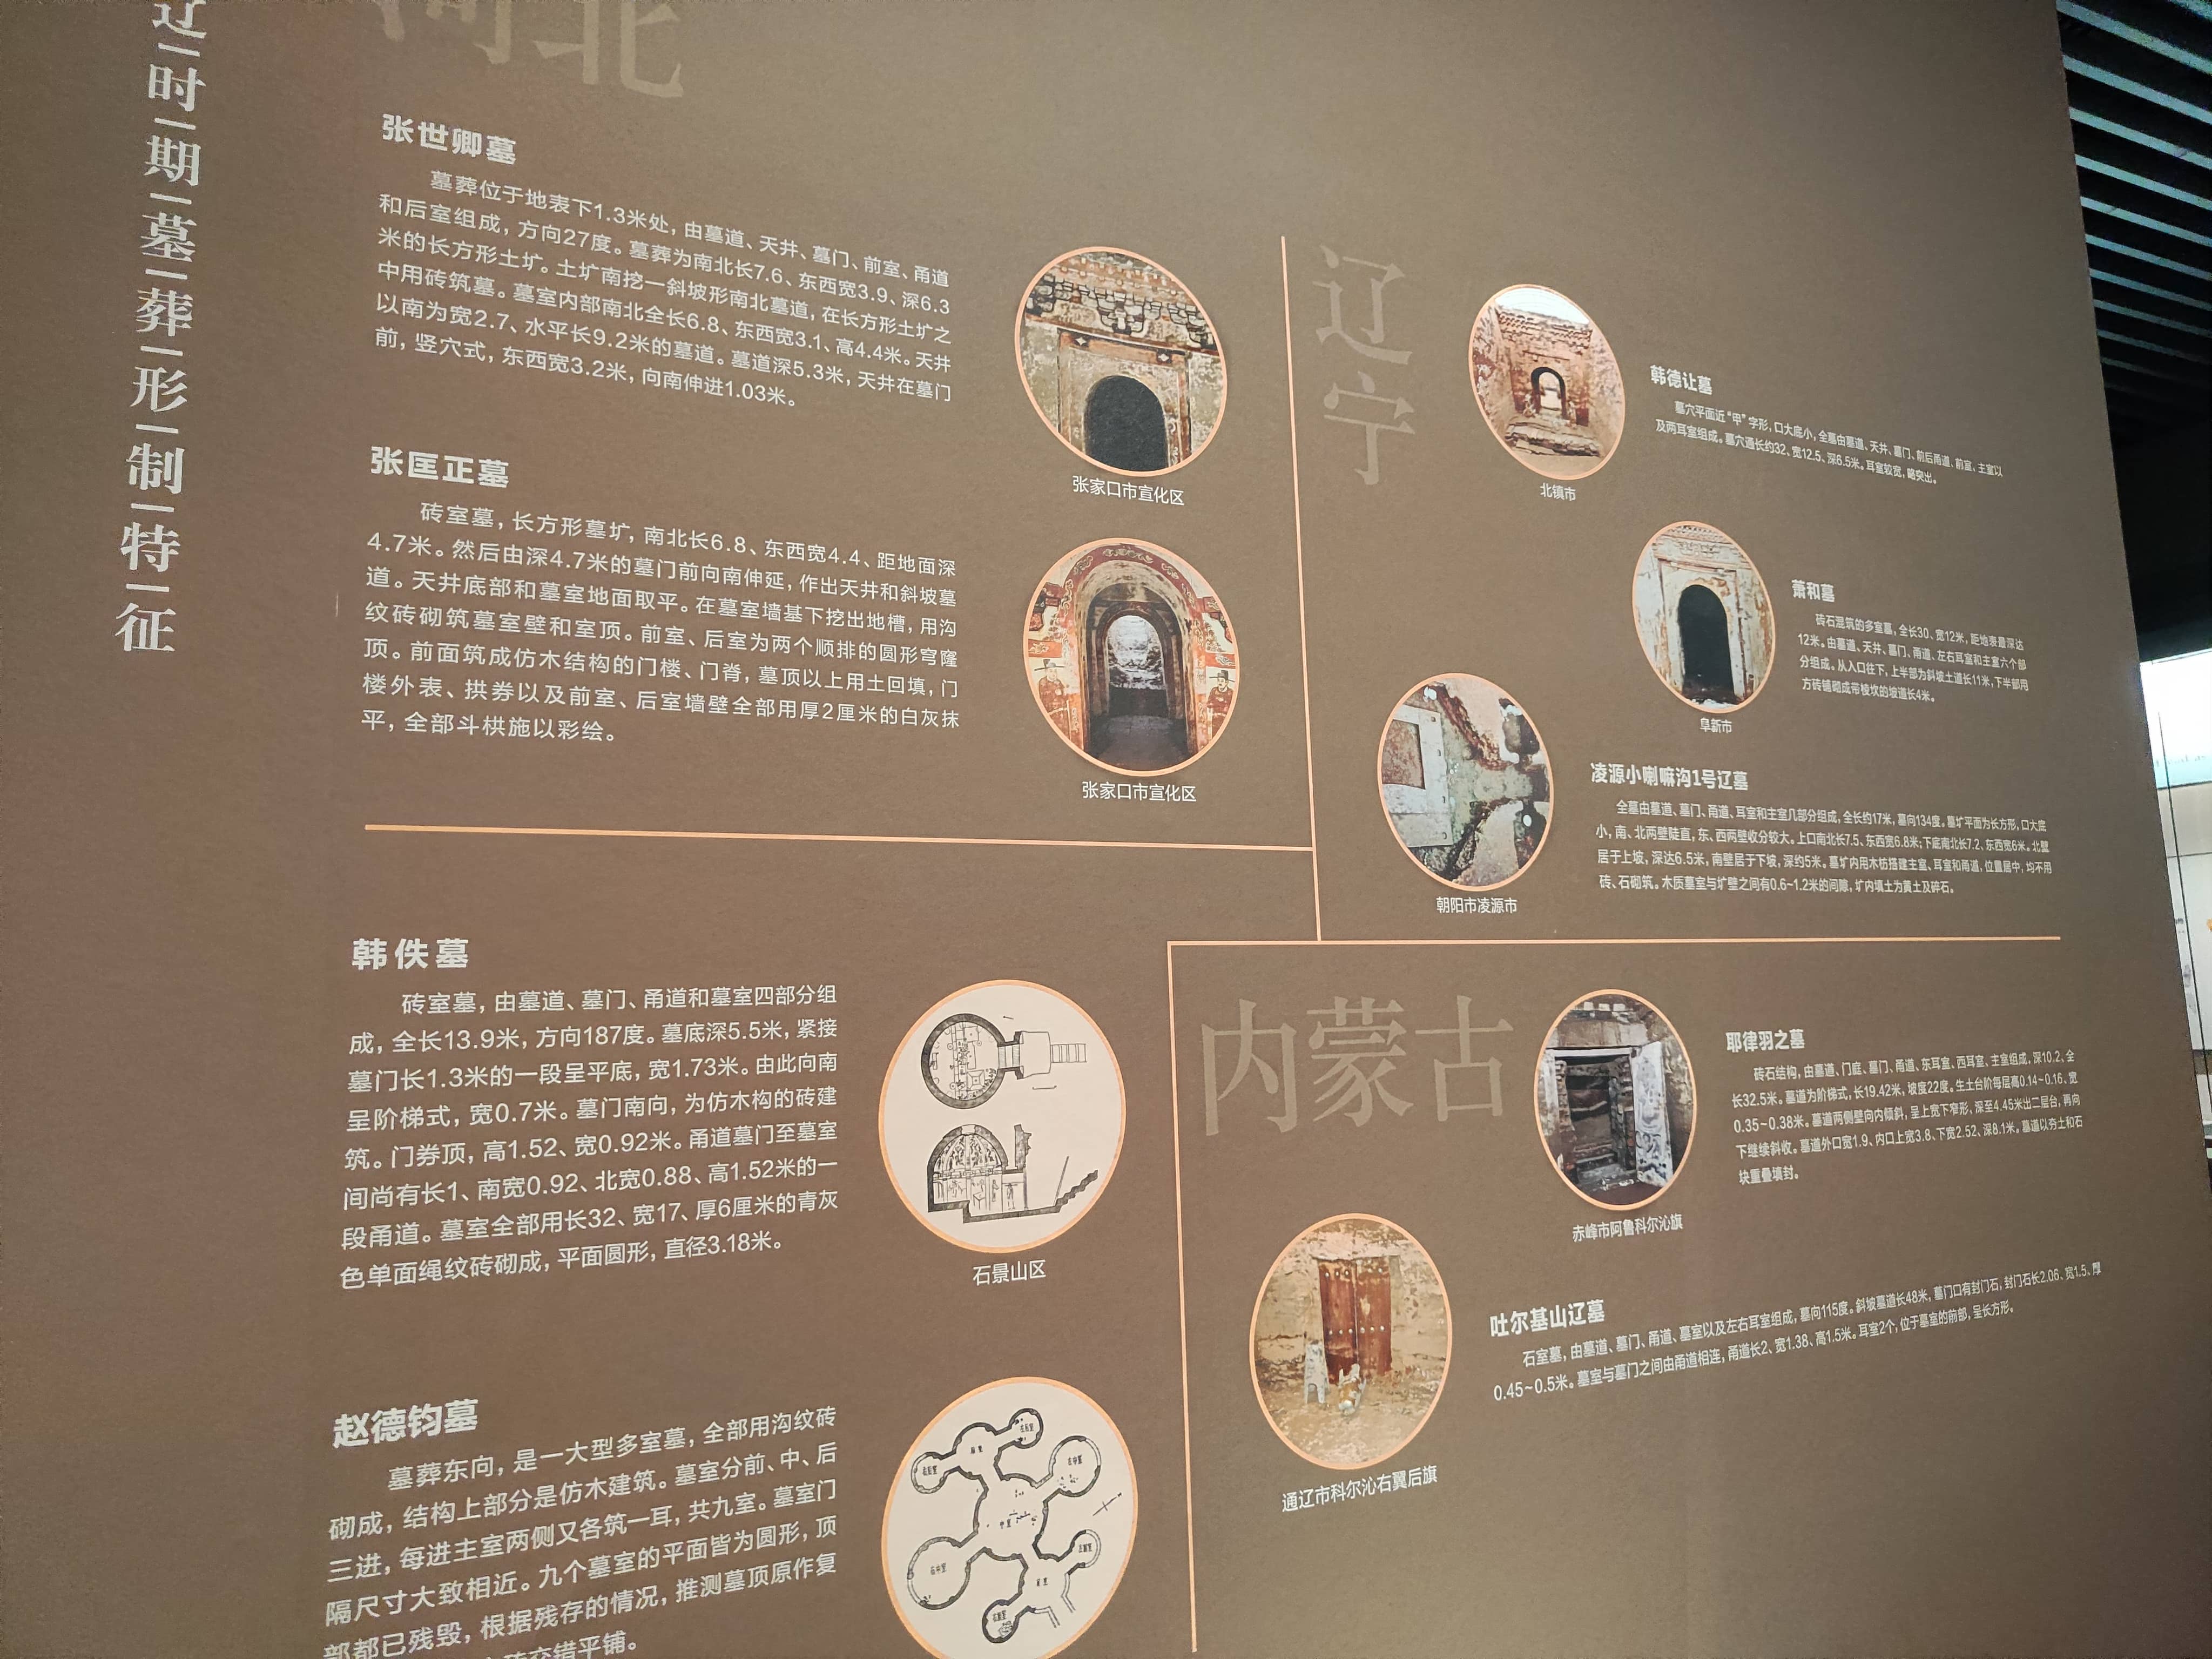 辽时期墓葬形制特征
河北
张世卿墓
墓葬位于地表下1.3米处，由墓道、天井、墓门、前室、甬道
和后室组成，方向27度。墓葬为南北长7.6、东西宽3.9、深6.3
米的长方形土圹。土圹南挖一斜坡形南北墓道，在长方形土圹之
中用砖筑墓。墓室内部南北全长6.8、东西宽3.1、高4.4米。天井
以南为宽2.7、水平长9.2米的墓道。墓道深5.3米，天井在墓门
前，竖穴式，东西宽3.2米，向南伸进1.03米。
张家口市宣化区
张匡正墓
砖室墓，长方形墓圹，南北长6.8、东西宽4.4、距地面深
4.7米。然后由深4.7米的墓门前向南伸延，作出天井和斜坡墓
道。天井底部和墓室地面取平。在墓室墙基下挖出地槽，用沟
纹砖砌筑墓室壁和室顶。前室、后室为两个顺排的圆形穹窿
顶。前面筑成仿木结构的门楼、门脊，墓顶以上用土回填，门
楼外表、拱券以及前室、后室墙壁全部用厚2厘米的白灰抹
平，全部斗栱施以彩绘。
张家口市宣化区
韩佚墓
砖室墓，由墓道、墓门、甬道和墓室四部分组
成，全长13.9米，方向187度。墓底深5.5米，紧接
墓门长1.3米的一段呈平底，宽1.73米。由此向南
呈阶梯式，宽0.7米。墓门南向，为仿木构的砖建
筑。门券顶，高1.52、宽0.92米。甬道墓门至墓室
间尚有长1、南宽0.92、北宽0.88、高1.52米的一
段甬道。墓室全部用长32、宽17、厚6厘米的青灰
色单面绳纹砖砌成，平面圆形，直径3.18米。
石景山区
赵德钧墓
墓葬东向，是一大型多室墓，全部用沟纹砖
砌成，结构上部分是仿木建筑。墓室分前、中、后
三进，每进主室两侧又各筑一耳，共九室。墓室门
隔尺寸大致相近。九个墓室的平面皆为圆形，顶
部都已残毁，根据残存的情况，推测墓顶原作复
砖交错平铺。
辽宁
韩德让墓
墓穴平面近“甲”字形，口大底小，全墓由墓道、天井、墓门、前后甬道、前室、主室以
及两耳室组成。墓穴通长约32、宽12.5、深6.5米。耳室较宽，略突出。
北镇市
萧和墓
砖石混筑的多室墓，全长30、宽12米，距地表最深达
12米。由墓道、天井、墓门、甬道、左右耳室和主室六个部
分组成。从入口往下，上半部为斜坡土道长11米，下半部用
方砖铺砌成带棱坎的坡道长4米。
阜新市
凌源小喇嘛沟1号辽墓
全墓由墓道、墓门、甬道、耳室和主室几部分组成，全长约17米，墓向134度。墓圹平面为长方形，口大底
小，南、北两壁陡直，东、西两壁收分较大。上口南北长7.5、东西宽6.8米；下底南北长7.2、东西宽6米。北壁
居于上坡，深达6.5米，南壁居于下坡，深约5米。墓圹内用木枋搭建主室、耳室和甬道，位置居中，均不用
砖、石砌筑。木质墓室与圹壁之间有0.6~1.2米的间隙，圹内填土为黄土及碎石。
朝阳市凌源市
内蒙古
耶律羽之墓
砖石结构，由墓道、门庭、墓门、甬道、东耳室、西耳室、主室组成，深10.2、全
长32.5米。墓道为阶梯式，长19.42米，坡度22度。生土台阶每层高0.14~0.16、宽
0.35~0.38米。墓道两侧壁向内倾斜，呈上宽下窄形，深至4.45米出二层台，再向
下继续斜收。墓道外口宽1.9、内口上宽3.8、下宽2.52、深8.1米。墓道以夯土和石
块重叠填封。
赤峰市阿鲁科尔沁旗
吐尔基山辽墓
石室墓，由墓道、墓门、甬道、墓室以及左右耳室组成，墓向115度。斜坡墓道长48米，墓门口有封门石，封门石长2.06、宽1.5、厚
0.45~0.5米。墓室与墓门之间由甬道相连，甬道长2、宽1.38、高1.5米。耳室2个，位于墓室的前部，呈长方形。
通辽市科尔沁右翼后旗